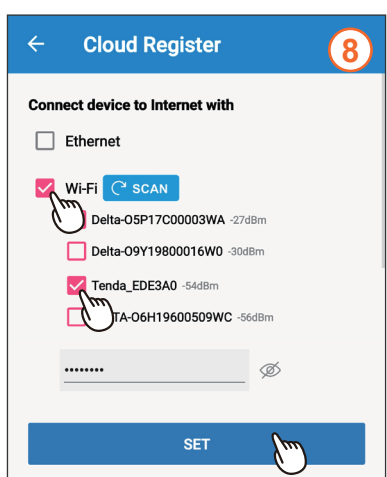 Cloud Register
8
Connect device to Internet with
Ethernet
Wi-Fi SCAN
Delta-O5P17C00003WA -27dBm
Delta-O9Y19800016W0 -30dBm
Tenda_EDE3A0 -54dBm
TA-O6H19600509WC -56dBm
••••••••
SET